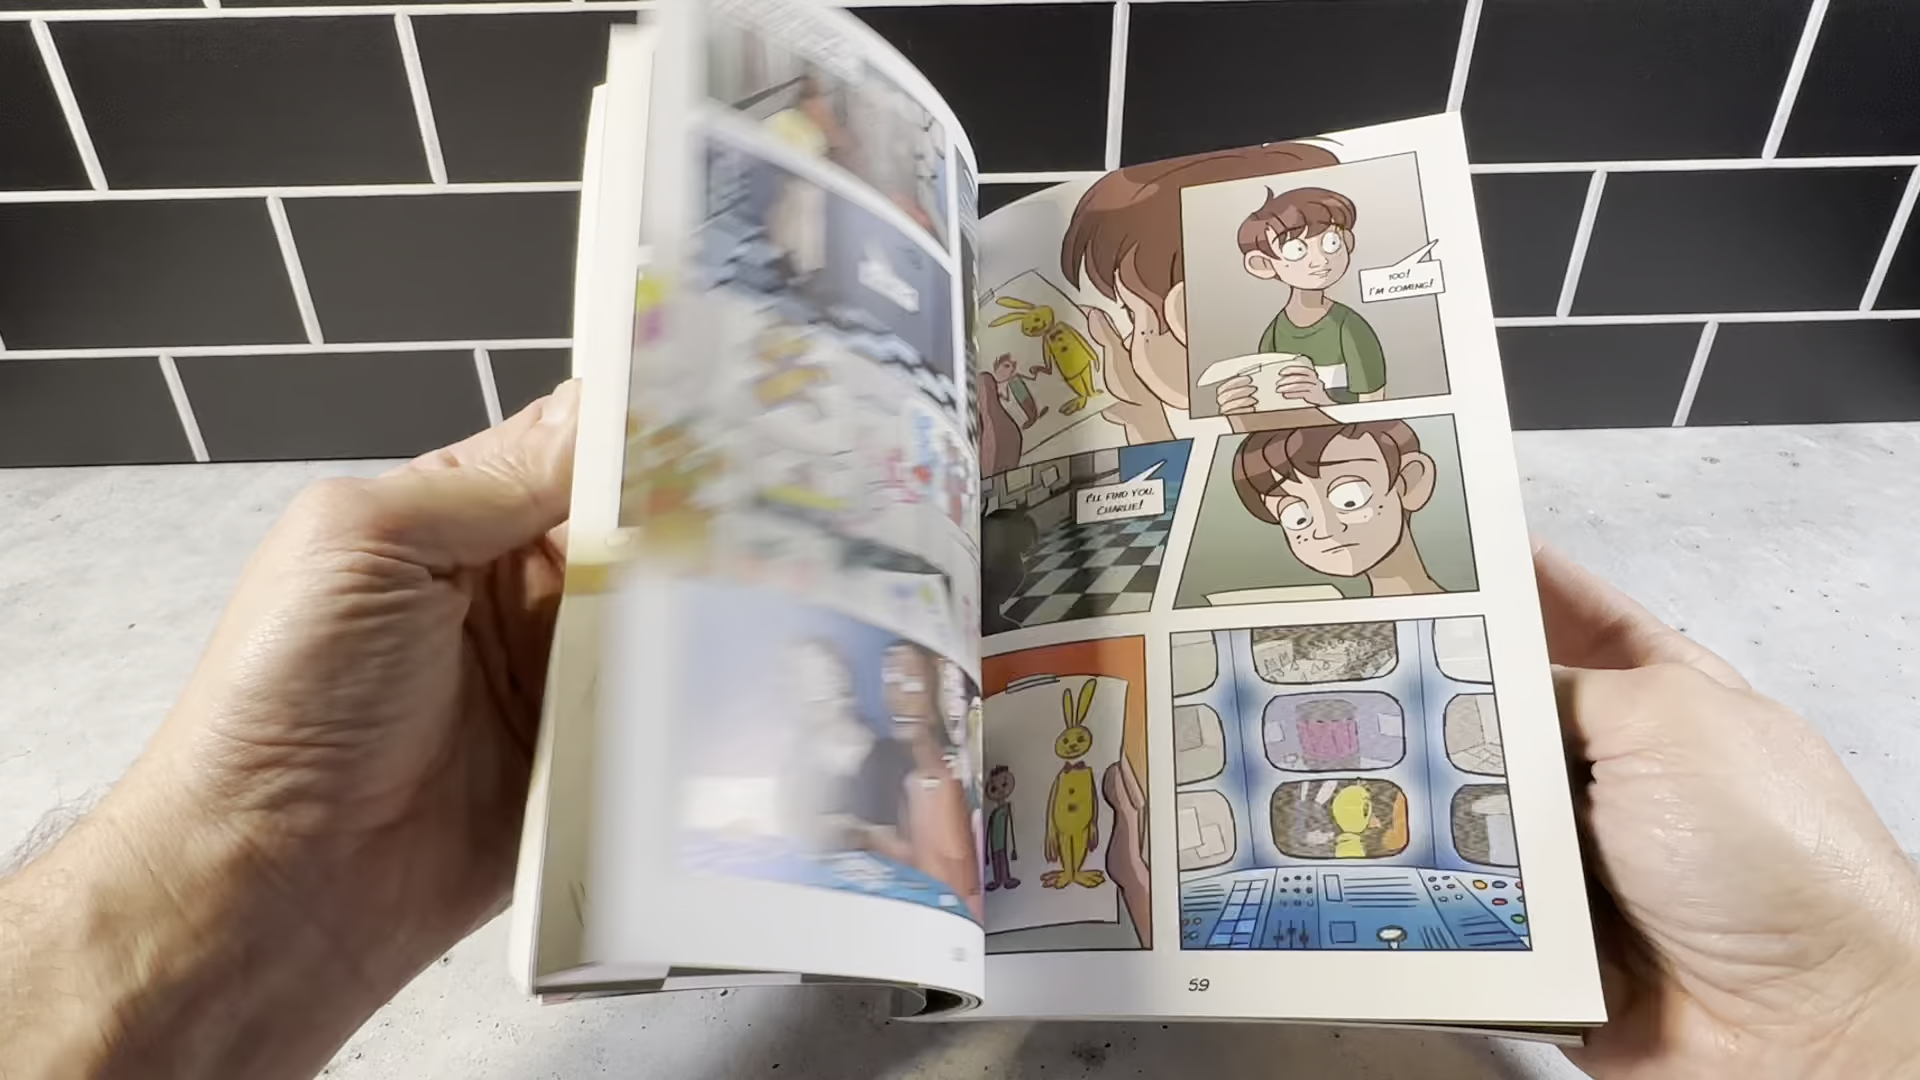 TOO!
I'M COMING!
I'LL FIND YOU,
CHARLIE!
59